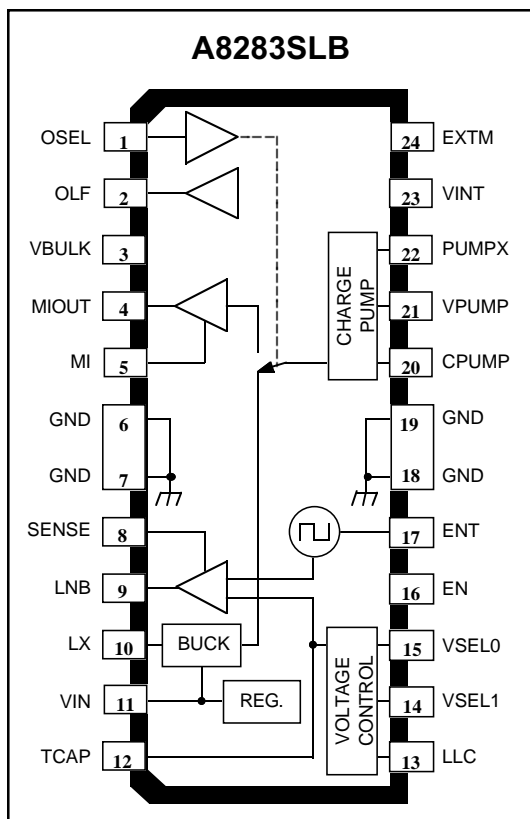 A8283SLB
OSEL 1
OLF 2
VBULK 3
MIOUT 4
MI 5
GND 6
GND 7
SENSE 8
LNB 9
LX 10
VIN 11
TCAP 12
24 EXTM
23 VINT
22 PUMPX
21 VPUMP
20 CPUMP
19 GND
18 GND
17 ENT
16 EN
15 VSEL0
14 VSEL1
13 LLC
CHARGE
PUMP
BUCK
REG.
VOLTAGE
CONTROL